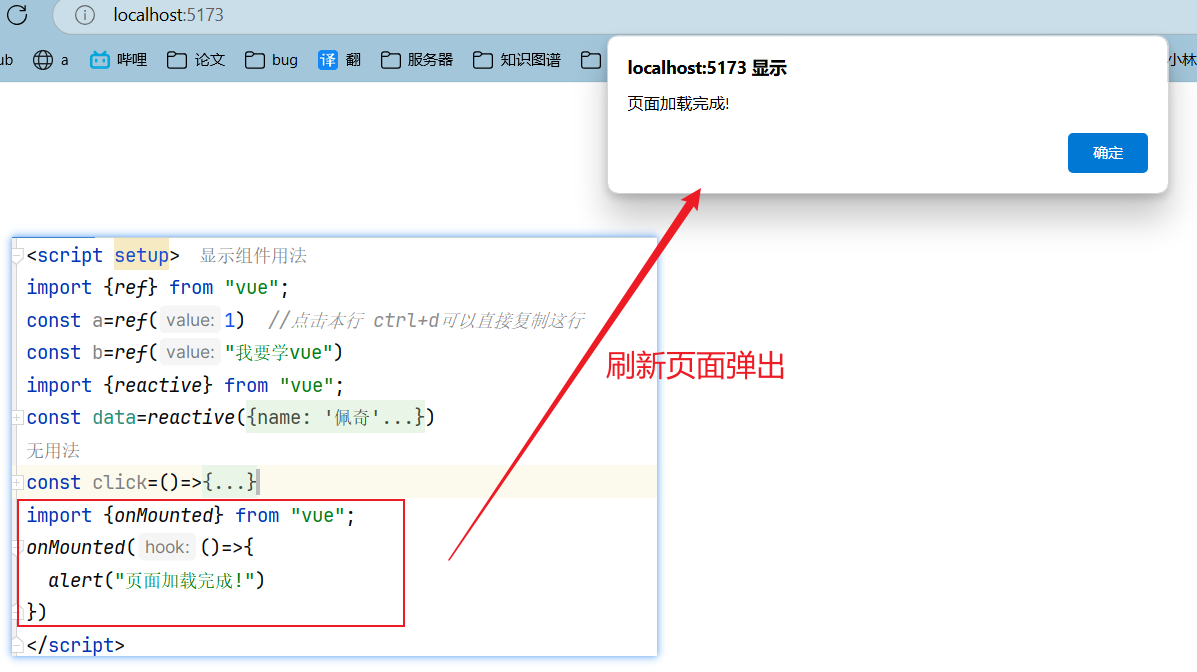 localhost:5173
ub a 哔哩 论文 bug 译 翻 服务器 知识图谱 小林
localhost:5173 显示
页面加载完成!
确定
<script setup> 显示组件用法
import {ref} from "vue";
const a=ref( value: 1) //点击本行 ctrl+d可以直接复制这行
const b=ref( value: "我要学vue")
import {reactive} from "vue";
const data=reactive({name: '佩奇'...})
无用法
const click=()=>{...}
import {onMounted} from "vue";
onMounted( hook: ()=>{
alert("页面加载完成!")
})
</script>
刷新页面弹出